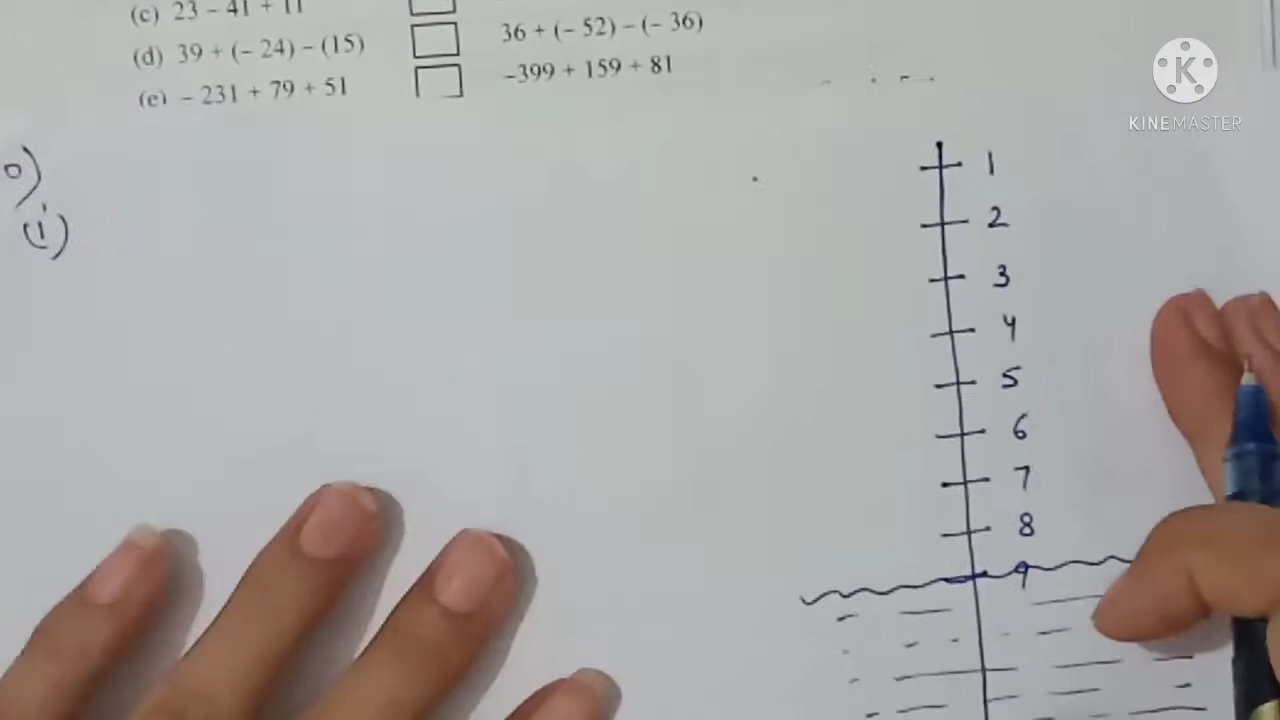 (c) 23 – 41 + 11
(d) 39 + (– 24) – (15)
36 + (– 52) – (– 36)
(e) – 231 + 79 + 51
–399 + 159 + 81
KINEMASTER
(i)
1
2
3
4
5
6
7
8
9